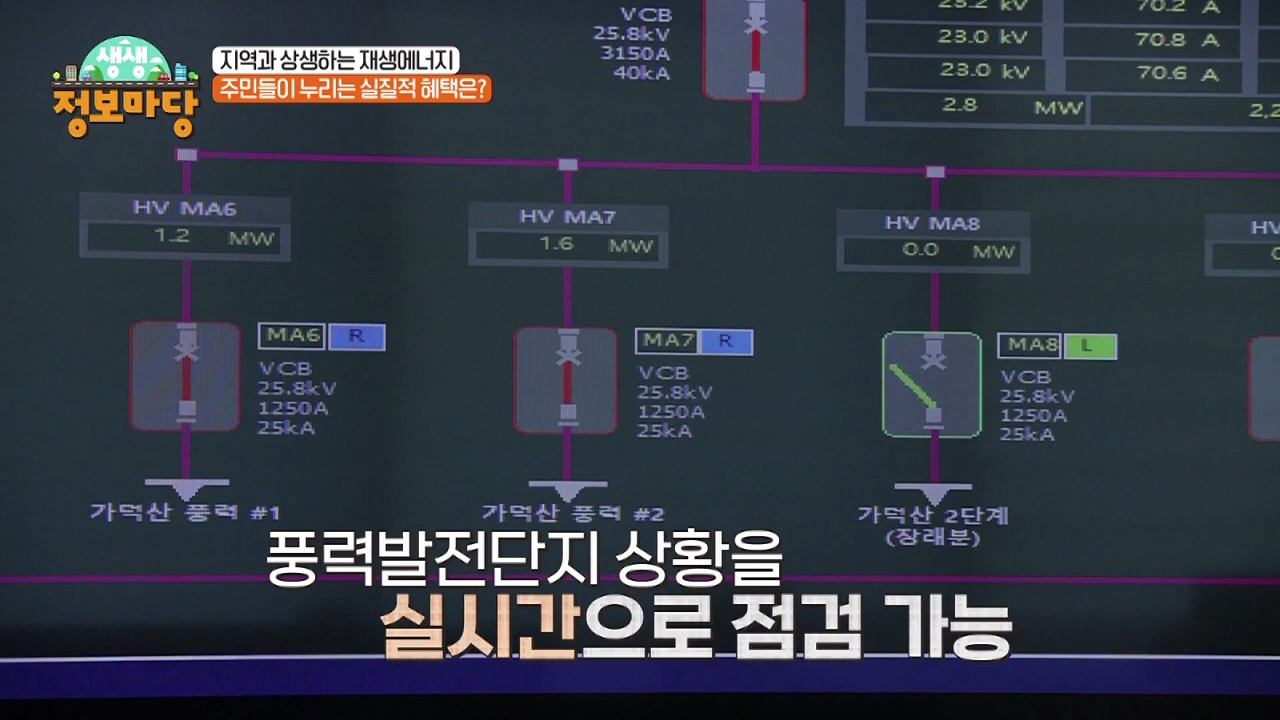 생생
정보마당
지역과 상생하는 재생에너지
주민들이 누리는 실질적 혜택은?
VCB
25.8kV
3150A
40kA
23.2 kV 70.2 A
23.0 kV 70.8 A
23.0 kV 70.6 A
2.8 MW 2,2
HV MA6
1.2 MW
HV MA7
1.6 MW
HV MA8
0.0 MW
HV
MA6 R
VCB
25.8kV
1250A
25kA
MA7 R
VCB
25.8kV
1250A
25kA
MA8 L
VCB
25.8kV
1250A
25kA
가덕산 풍력 #1
가덕산 풍력 #2
가덕산 2단계
(장래분)
풍력발전단지 상황을
실시간으로 점검 가능